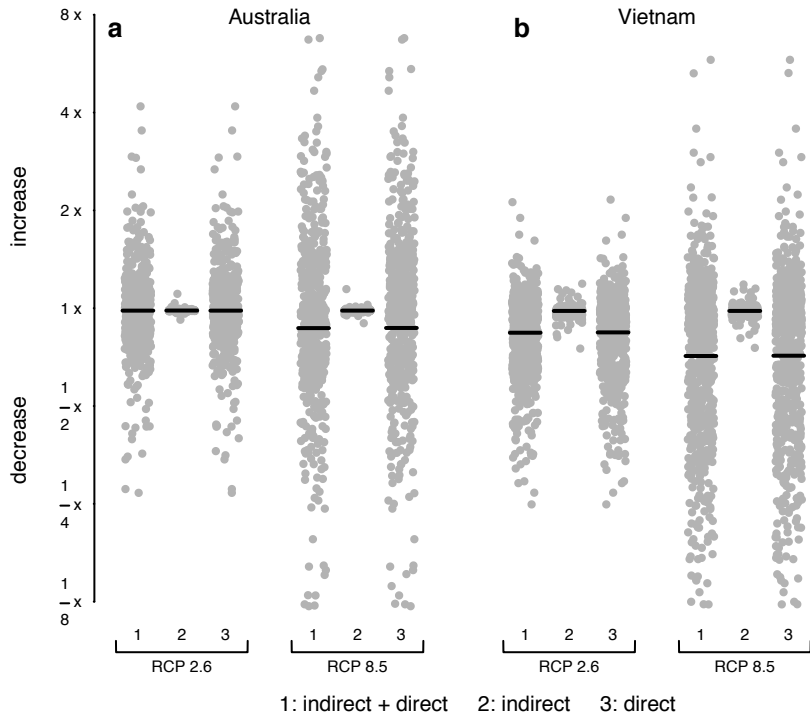 a
Australia
b
Vietnam
8 x
4 x
2 x
1 x
1
– x
2
1
– x
4
1
– x
8
increase
decrease
1 2 3 1 2 3 1 2 3 1 2 3
RCP 2.6 RCP 8.5 RCP 2.6 RCP 8.5
1: indirect + direct 2: indirect 3: direct